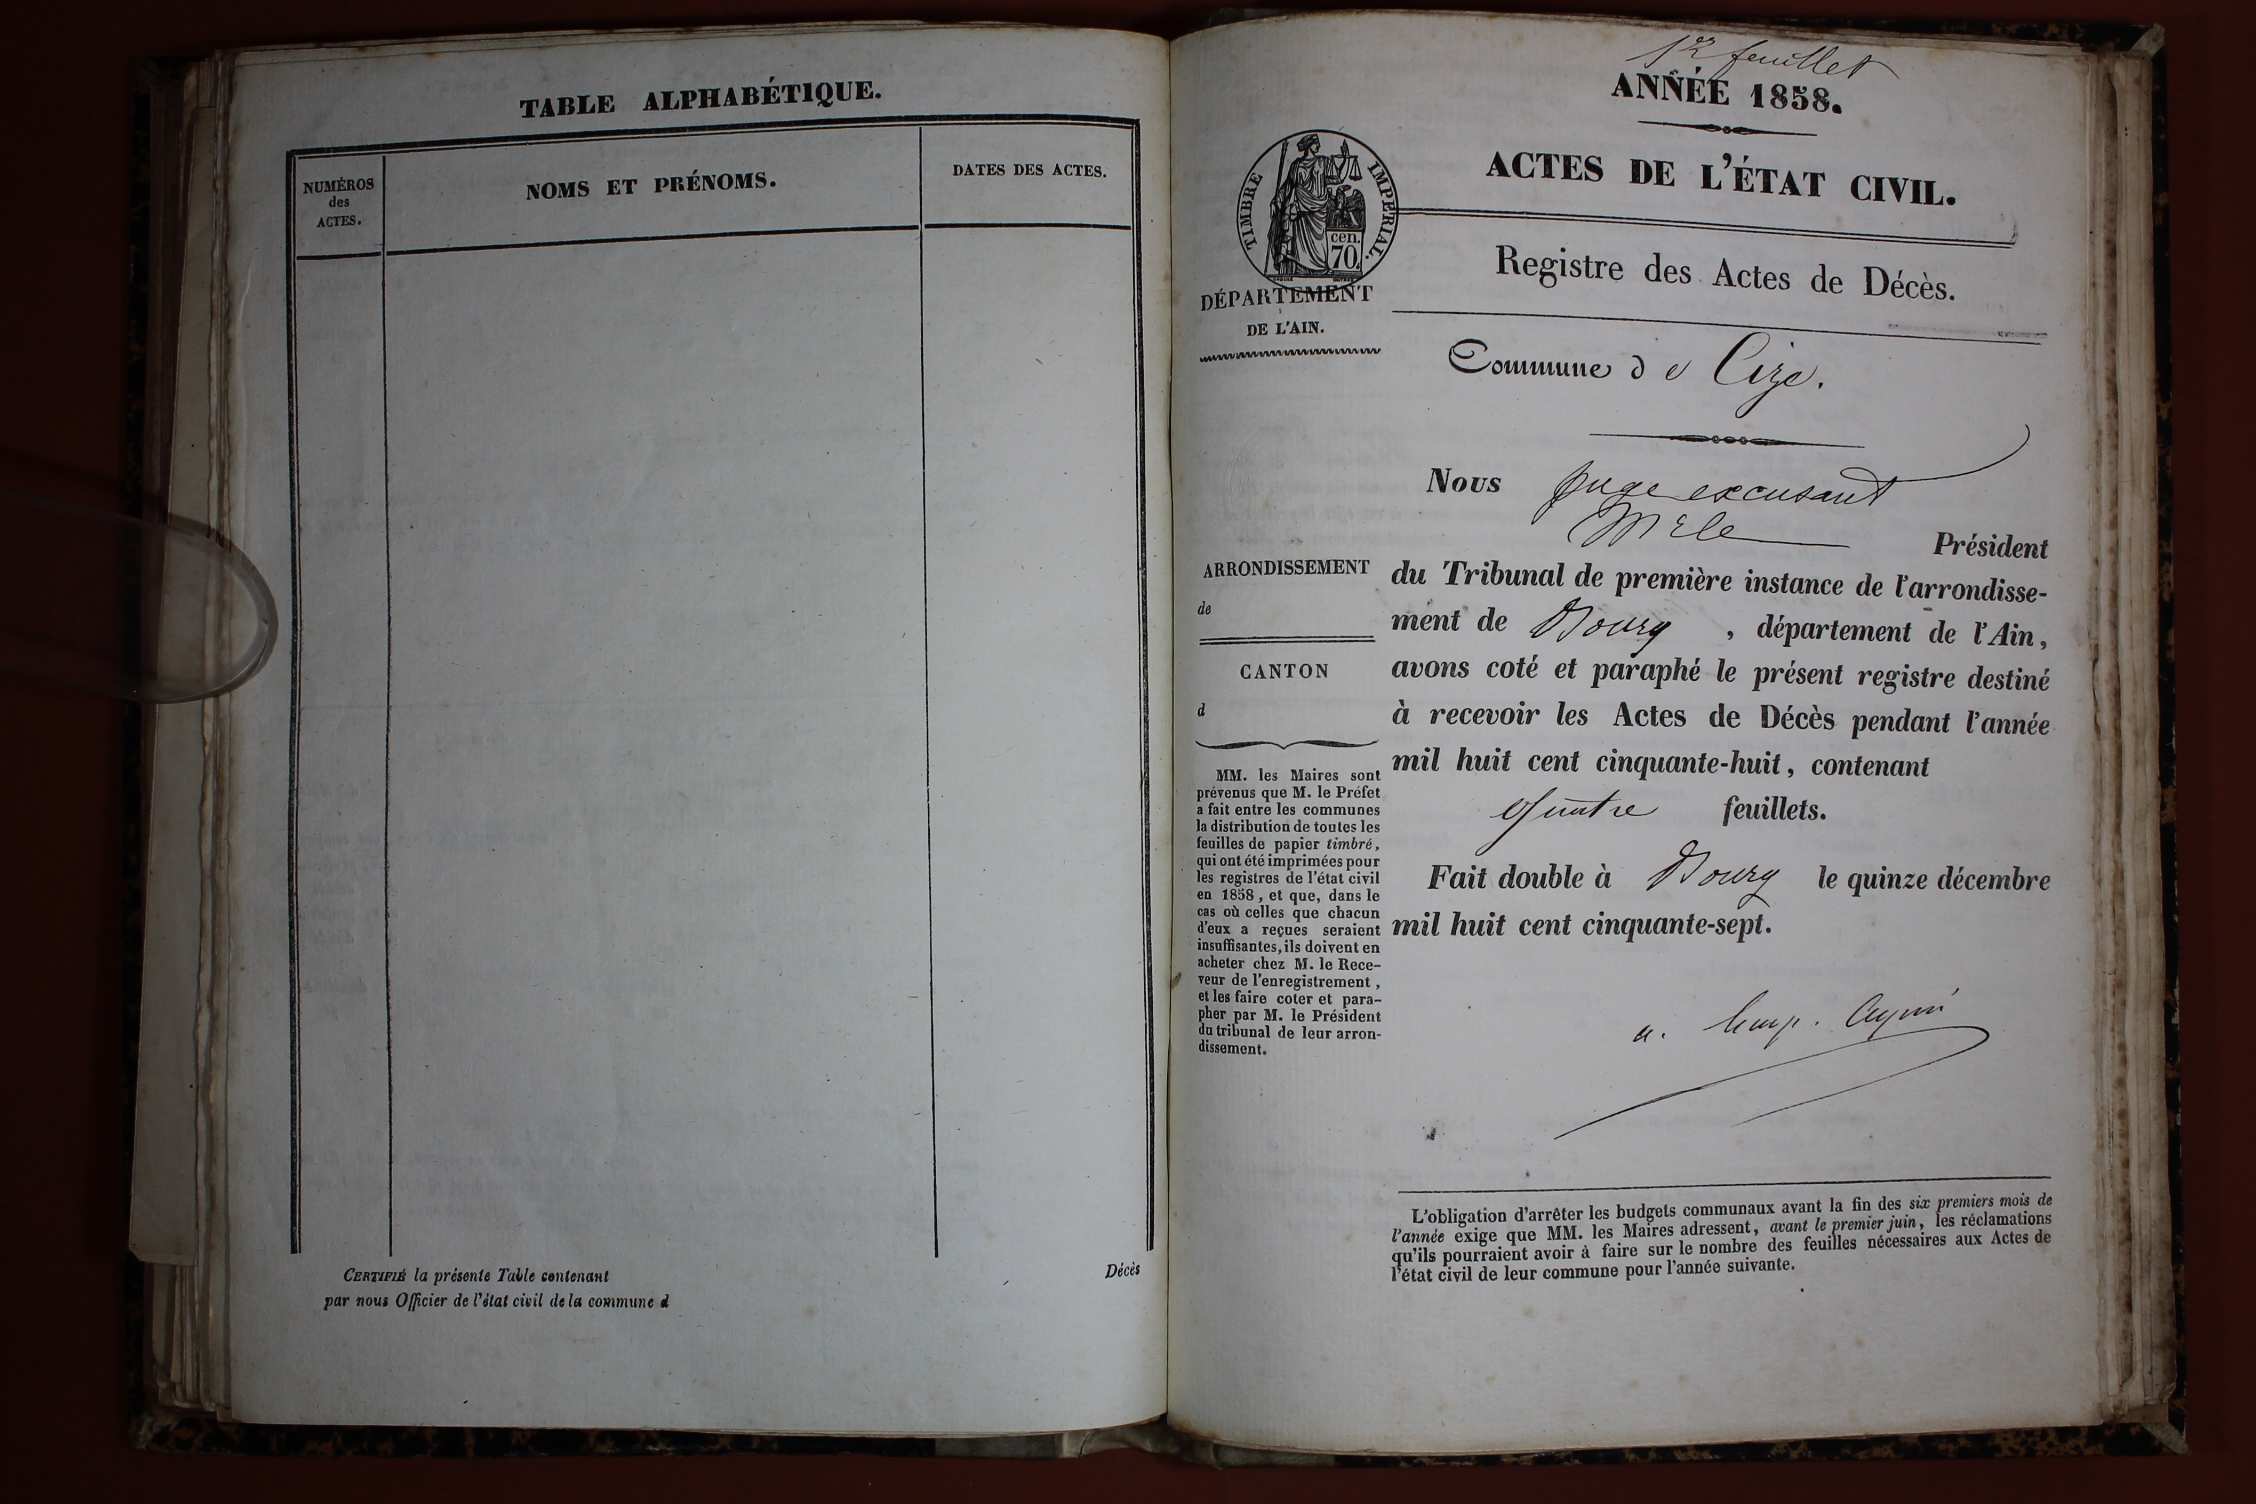 TABLE ALPHABÉTIQUE.
NUMÉROS
des
ACTES.
NOMS ET PRÉNOMS.
DATES DES ACTES.
CERTIFIÉ la présente Table contenant
Décès
par nous Officier de l'état civil de la commune d
1er feuillet
ANNÉE 1858.
ACTES DE L'ÉTAT CIVIL.
TIMBRE IMPÉRIAL.
cen.
70.
Registre des Actes de Décès.
DÉPARTEMENT
DE L'AIN.
Commune de Cize.
Nous Juge excusant
Mr le
Président
ARRONDISSEMENT
de
CANTON
d
du Tribunal de première instance de l'arrondisse-
ment de Bourg, département de l'Ain,
avons coté et paraphé le présent registre destiné
à recevoir les Actes de Décès pendant l'année
mil huit cent cinquante-huit, contenant
Quatre feuillets.
Fait double à Bourg le quinze décembre
mil huit cent cinquante-sept.
MM. les Maires sont
prévenus que M. le Préfet
a fait entre les communes
la distribution de toutes les
feuilles de papier timbré,
qui ont été imprimées pour
les registres de l'état civil
en 1858, et que, dans le
cas où celles que chacun
d'eux a reçues seraient
insuffisantes, ils doivent en
acheter chez M. le Rece-
veur de l'enregistrement,
et les faire coter et para-
pher par M. le Président
du tribunal de leur arron-
dissement.
L'obligation d'arrêter les budgets communaux avant la fin des six premiers mois de
l'année exige que MM. les Maires adressent, avant le premier juin, les réclamations
qu'ils pourraient avoir à faire sur le nombre des feuilles nécessaires aux Actes de
l'état civil de leur commune pour l'année suivante.